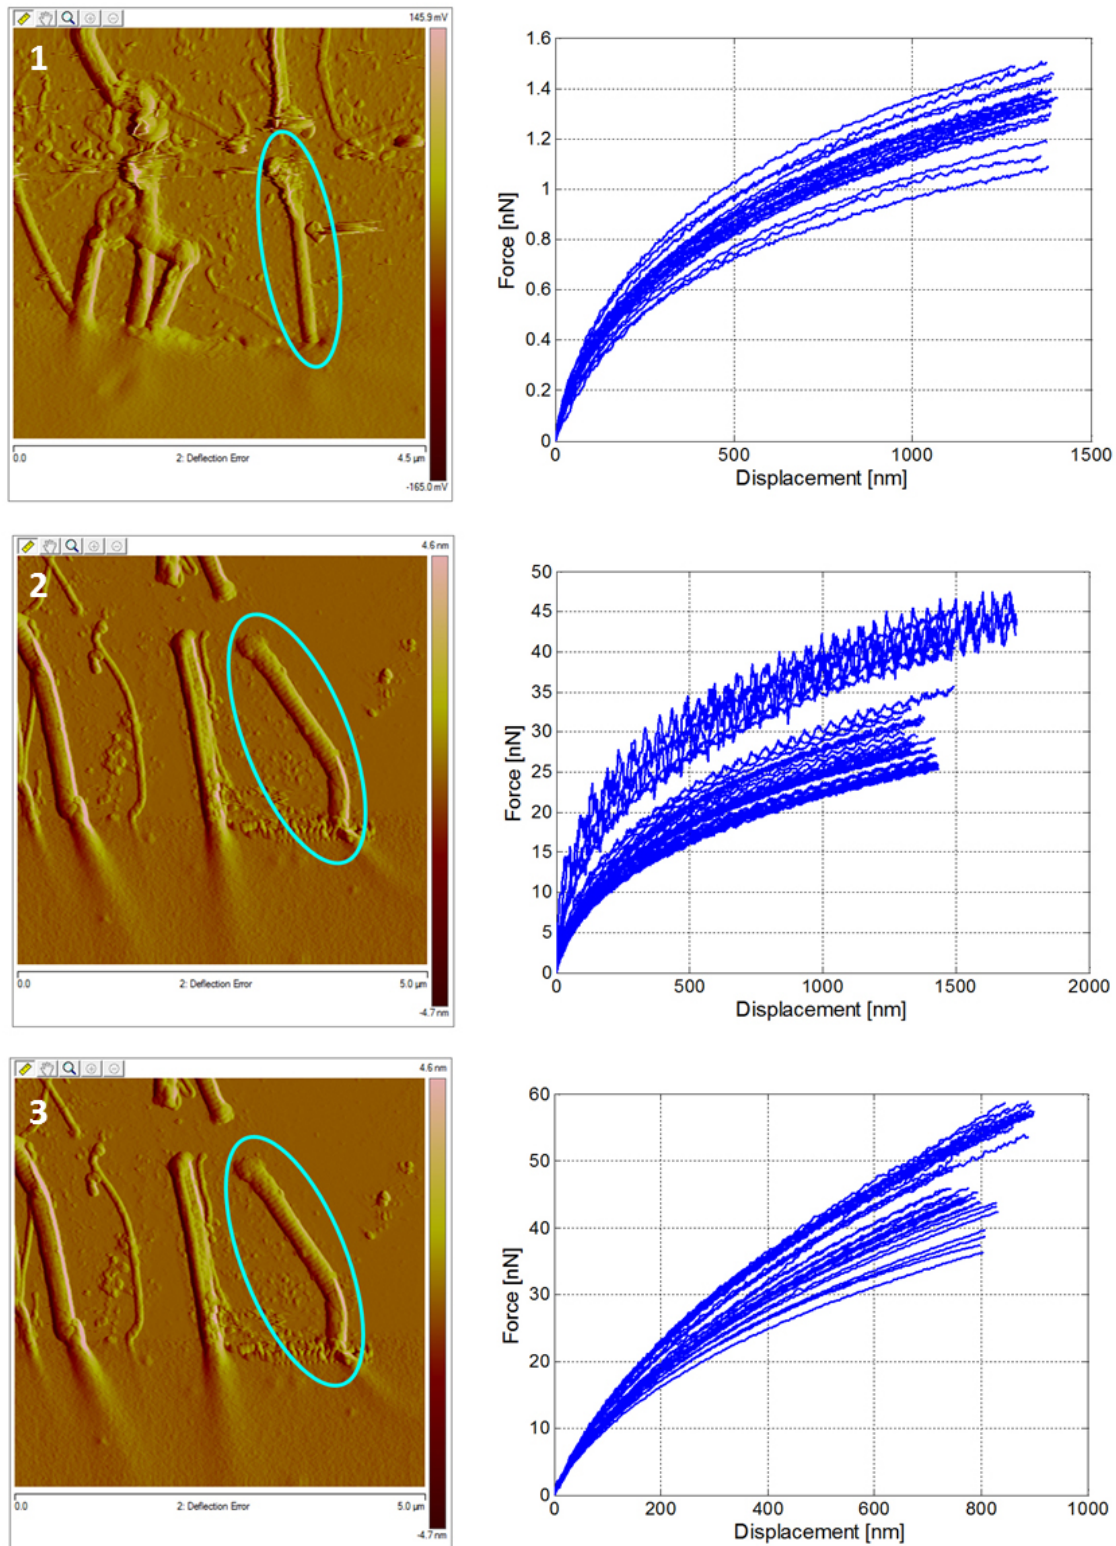 1
145.9 mV
0.0 2: Deflection Error 4.5 µm
-165.0 mV
Force [nN]
1.6
1.4
1.2
1
0.8
0.6
0.4
0.2
0
0 500 1000 1500
Displacement [nm]
2
4.6 nm
0.0 2: Deflection Error 5.0 µm
-4.7 nm
Force [nN]
50
45
40
35
30
25
20
15
10
5
0
0 500 1000 1500 2000
Displacement [nm]
3
4.6 nm
0.0 2: Deflection Error 5.0 µm
-4.7 nm
Force [nN]
60
50
40
30
20
10
0
0 200 400 600 800 1000
Displacement [nm]